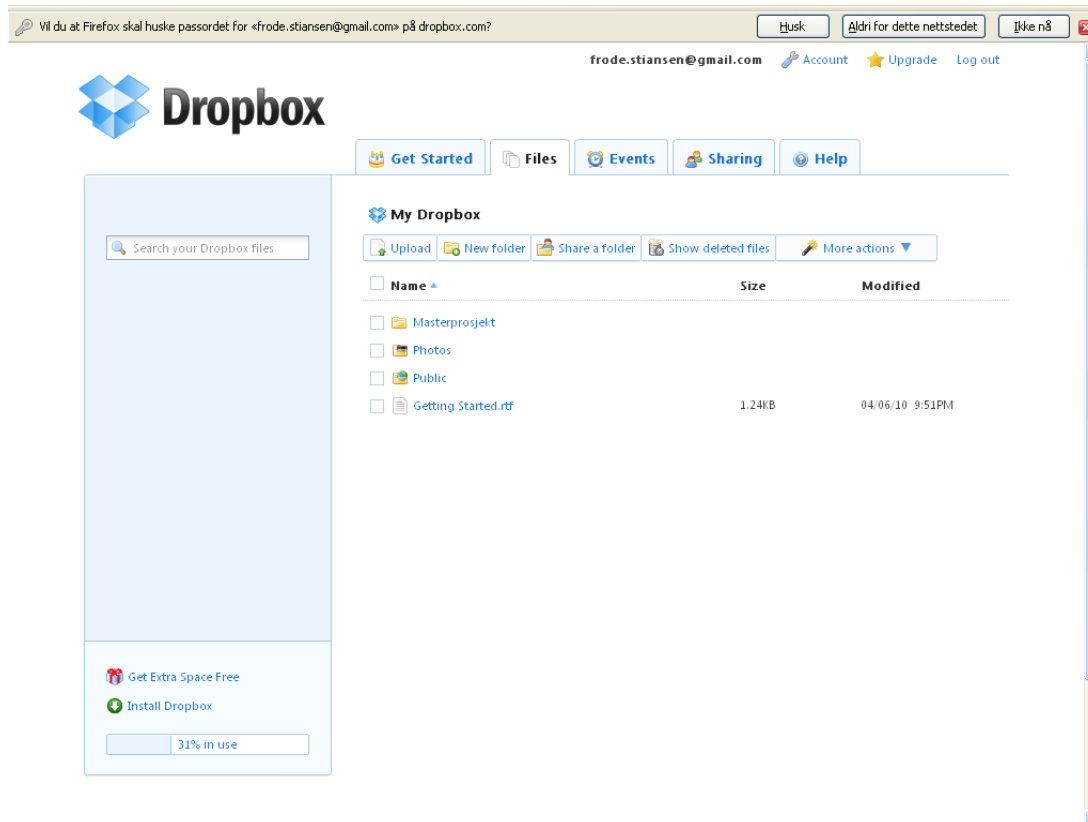 Vil du at Firefox skal huske passordet for «frode.stiansen@gmail.com» på dropbox.com? Husk Aldri for dette nettstedet Ikke nå
frode.stiansen@gmail.com Account Upgrade Log out
Dropbox
Get Started Files Events Sharing Help
My Dropbox
Search your Dropbox files
Upload New folder Share a folder Show deleted files More actions ▼
Name ▲ Size Modified
Masterprosjekt
Photos
Public
Getting Started.rtf 1.24KB 04/06/10 9:51PM
Get Extra Space Free
Install Dropbox
31% in use